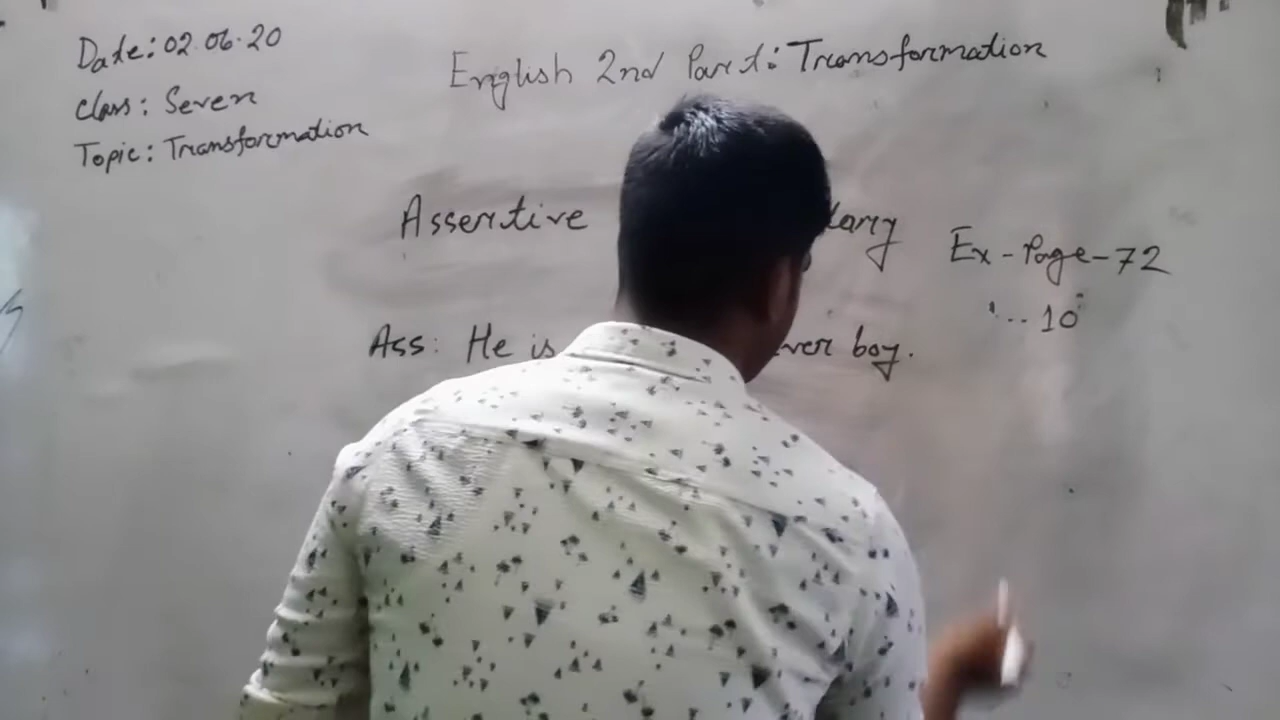 Date: 02.06.20
English 2nd Part: Transformation
Class: Seven
Topic: Transformation
Assertive
Ex-Page-72
10
Ass: He is ver boy.